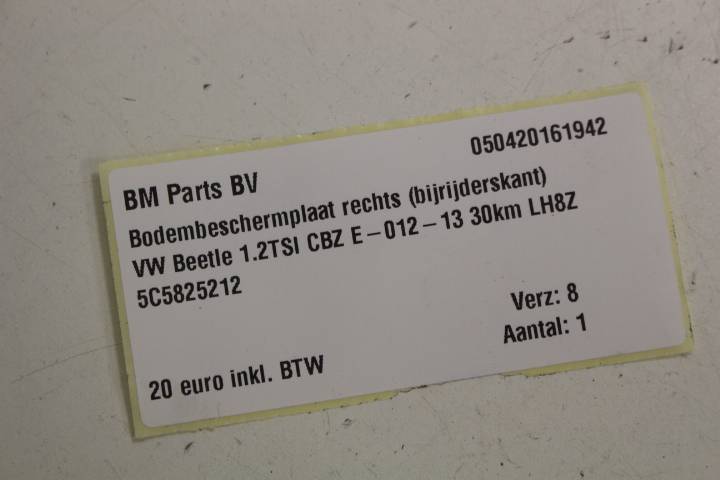 050420161942
BM Parts BV
Bodembeschermplaat rechts (bijrijderskant)
VW Beetle 1.2TSI CBZ E-012-13 30km LH8Z
5C5825212
Verz: 8
Aantal: 1
20 euro inkl. BTW